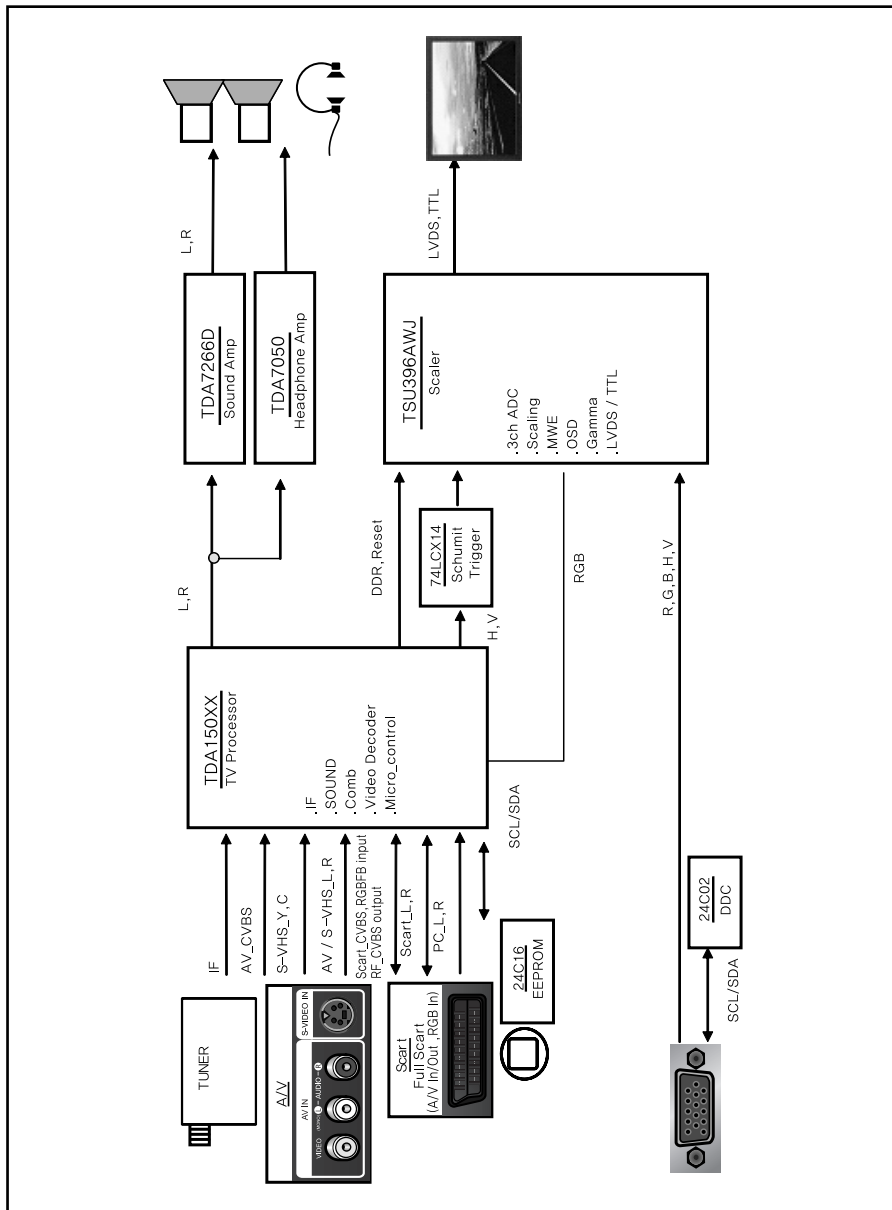 TUNER
A/V
AV IN
VIDEO
(MONO) L - AUDIO - R
S-VIDEO IN
Scart
Full Scart
(A/V In/Out ,RGB In)
24C16
EEPROM
IF
AV_CVBS
S-VHS_Y,C
AV / S-VHS_L,R
Scart_CVBS,RGBFB input
RF_CVBS output
Scart_L,R
PC_L,R
SCL/SDA
TDA150XX
TV Processor
.IF
.SOUND
.Comb
.Video Decoder
.Micro_control
L,R
DDR,Reset
H,V
74LCX14
Schumit
Trigger
RGB
TDA7266D
Sound Amp
TDA7050
Headphone Amp
L,R
TSU396AWJ
Scaler
.3ch ADC
.Scaling
.MWE
.OSD
.Gamma
.LVDS / TTL
LVDS,TTL
R,G,B,H,V
24C02
DDC
SCL/SDA